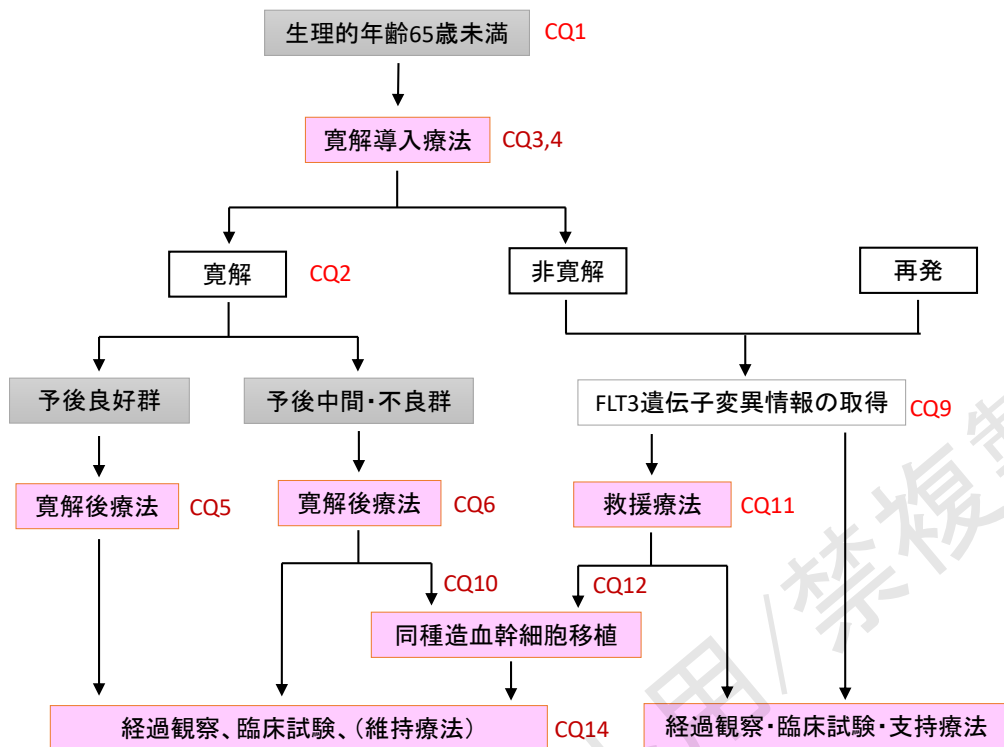 生理的年齢65歳未満 CQ1
寛解導入療法 CQ3,4
寛解 CQ2 非寛解 再発
予後良好群 予後中間・不良群 FLT3遺伝子変異情報の取得 CQ9
寛解後療法 CQ5 寛解後療法 CQ6 救援療法 CQ11
CQ10 CQ12
同種造血幹細胞移植
経過観察、臨床試験、（維持療法） CQ14 経過観察・臨床試験・支持療法
用/禁複